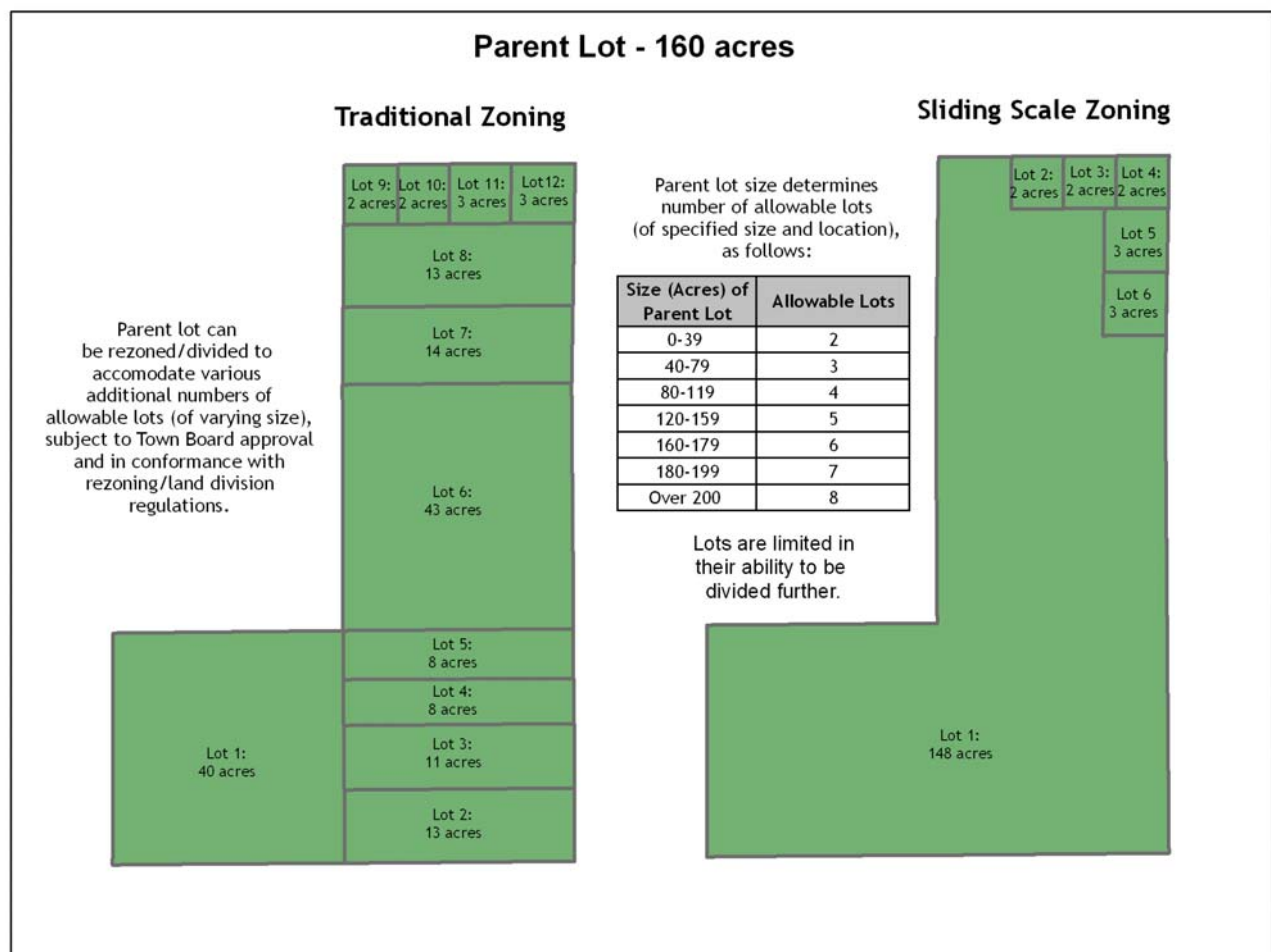 Parent Lot - 160 acres
Traditional Zoning
Parent lot can
be rezoned/divided to
accomodate various
additional numbers of
allowable lots (of varying size),
subject to Town Board approval
and in conformance with
rezoning/land division
regulations.
Lot 9:
2 acres
Lot 10:
2 acres
Lot 11:
3 acres
Lot12:
3 acres
Lot 8:
13 acres
Lot 7:
14 acres
Lot 6:
43 acres
Lot 5:
8 acres
Lot 4:
8 acres
Lot 3:
11 acres
Lot 2:
13 acres
Lot 1:
40 acres
Sliding Scale Zoning
Parent lot size determines
number of allowable lots
(of specified size and location),
as follows:
Size (Acres) of
Parent Lot
Allowable Lots
0-39 2
40-79 3
80-119 4
120-159 5
160-179 6
180-199 7
Over 200 8
Lots are limited in
their ability to be
divided further.
Lot 2:
2 acres
Lot 3:
2 acres
Lot 4:
2 acres
Lot 5
3 acres
Lot 6
3 acres
Lot 1:
148 acres